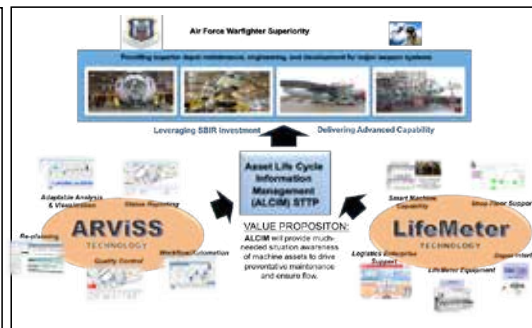 Air Force Warfighter Superiority
Providing superior depot maintenance, engineering, and development for major weapon systems
Leveraging SBIR Investment
Delivering Advanced Capability
Asset Life Cycle
Information
Management
(ALCIM) STTP
Adaptable Analysis
& Visualization
Status Reporting
Re-planning
ARViSS
TECHNOLOGY
Quality Control
Workflow Automation
VALUE PROPOSITON:
ALCIM will provide much-
needed situation awareness
of machine assets to drive
preventative maintenance
and ensure flow.
Smart Machine
Capability
Shop Floor Support
LifeMeter
TECHNOLOGY
Logistics Enterprise
Support
LifeMeter Equipment
Depot